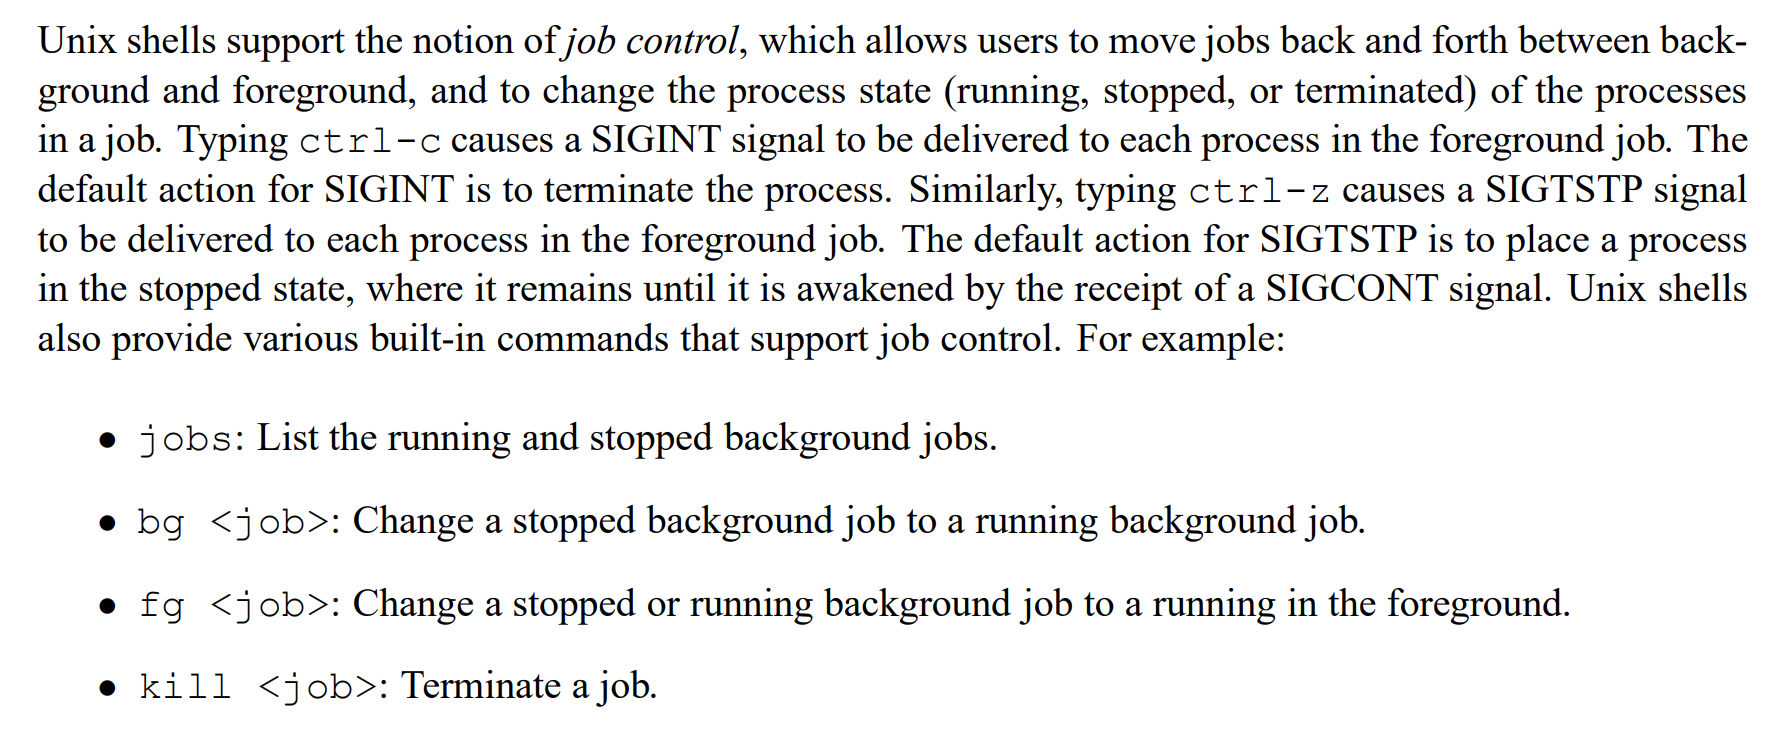 Unix shells support the notion of job control, which allows users to move jobs back and forth between back-
ground and foreground, and to change the process state (running, stopped, or terminated) of the processes
in a job. Typing ctrl-c causes a SIGINT signal to be delivered to each process in the foreground job. The
default action for SIGINT is to terminate the process. Similarly, typing ctrl-z causes a SIGTSTP signal
to be delivered to each process in the foreground job. The default action for SIGTSTP is to place a process
in the stopped state, where it remains until it is awakened by the receipt of a SIGCONT signal. Unix shells
also provide various built-in commands that support job control. For example:
• jobs: List the running and stopped background jobs.
• bg <job>: Change a stopped background job to a running background job.
• fg <job>: Change a stopped or running background job to a running in the foreground.
• kill <job>: Terminate a job.